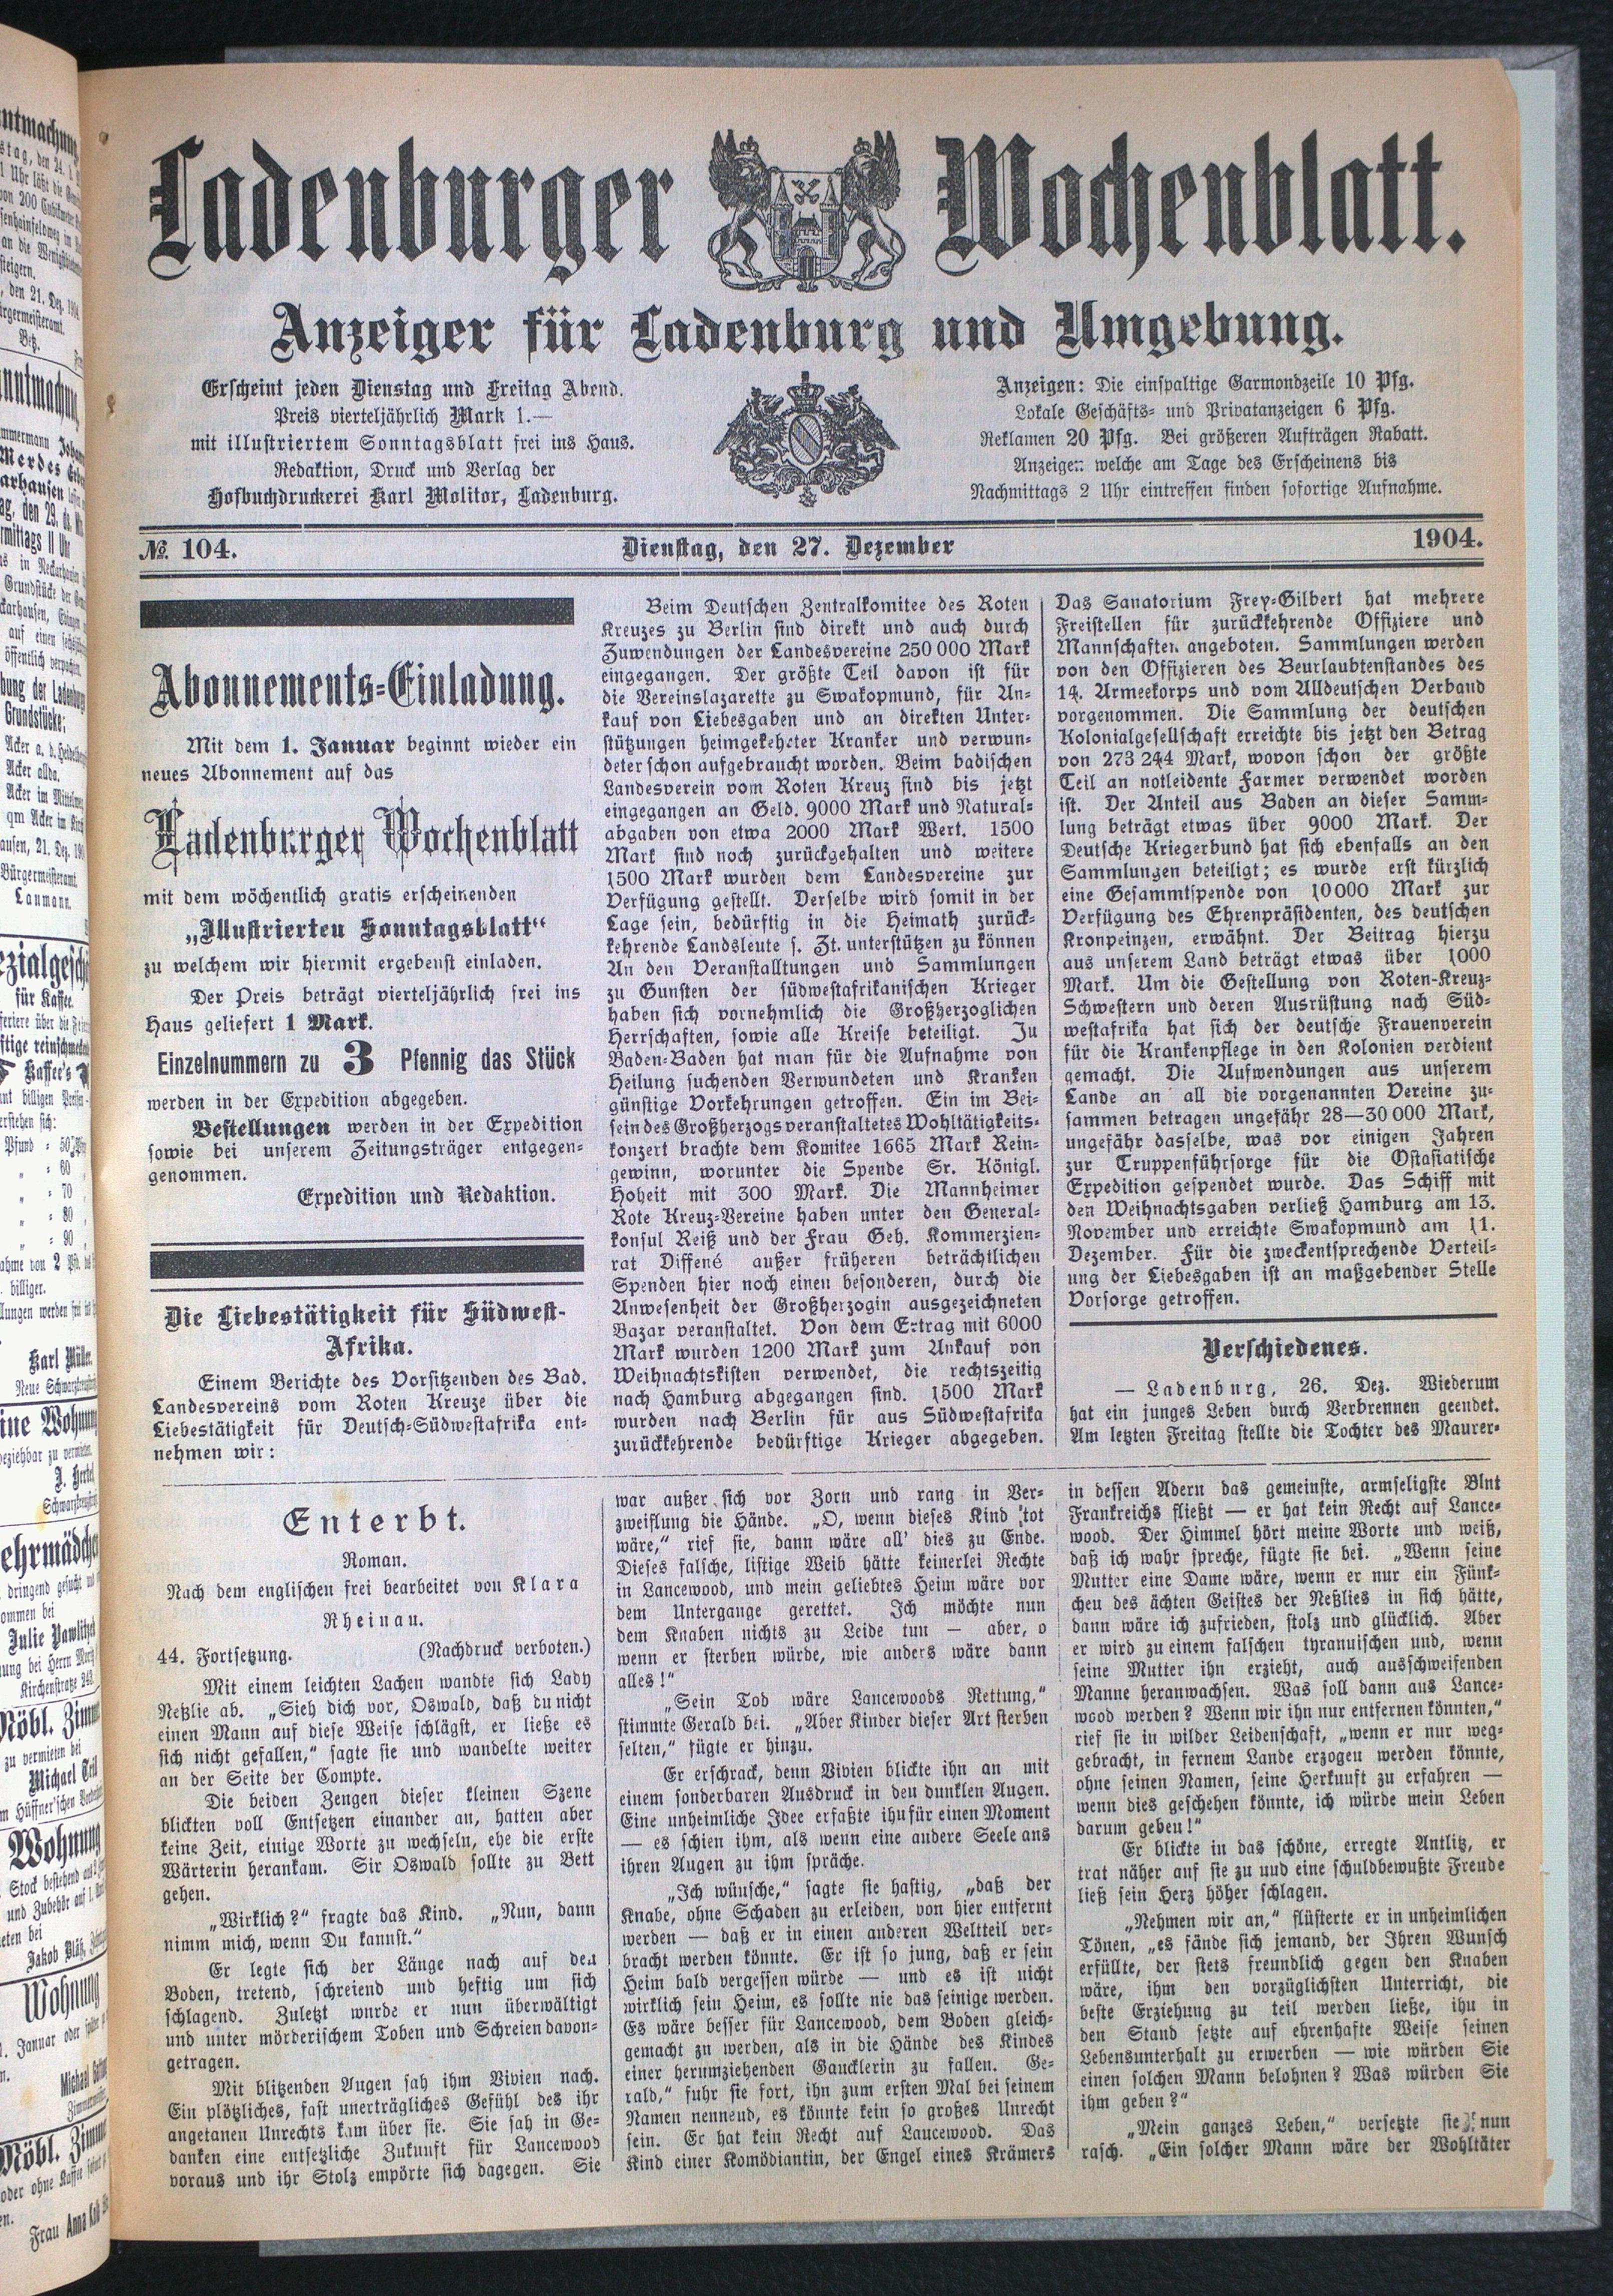 Ladenburger Wochenblatt.
Anzeiger für Ladenburg und Umgebung.
Erscheint jeden Dienstag und Freitag Abend.
Preis vierteljährlich Mark 1.—
mit illustriertem Sonntagsblatt frei ins Haus.
Redaktion, Druck und Verlag der
Hofbuchdruckerei Karl Molitor, Ladenburg.
Anzeigen: Die einspaltige Garmondzeile 10 Pfg.
Lokale Geschäfts- und Privatanzeigen 6 Pfg.
Reklamen 20 Pfg. Bei größeren Aufträgen Rabatt.
Anzeigen welche am Tage des Erscheinens bis
Nachmittags 2 Uhr eintreffen finden sofortige Aufnahme.
№. 104.
Dienstag, den 27. Dezember
1904.
Abonnements-Einladung.
Mit dem 1. Januar beginnt wieder ein
neues Abonnement auf das
Ladenburger Wochenblatt
mit dem wöchentlich gratis erscheinenden
„Illustrierten Sonntagsblatt“
zu welchem wir hiermit ergebenst einladen.
Der Preis beträgt vierteljährlich frei ins
Haus geliefert 1 Mark.
Einzelnummern zu 3 Pfennig das Stück
werden in der Expedition abgegeben.
Bestellungen werden in der Expedition
sowie bei unserem Zeitungsträger entgegen-
genommen.
Expedition und Redaktion.
Die Liebestätigkeit für Südwest-
Afrika.
Einem Berichte des Vorsitzenden des Bad.
Landesvereins vom Roten Kreuze über die
Liebestätigkeit für Deutsch-Südwestafrika ent-
nehmen wir:
Beim Deutschen Zentralkomitee des Roten
Kreuzes zu Berlin sind direkt und auch durch
Zuwendungen der Landesvereine 250 000 Mark
eingegangen. Der größte Teil davon ist für
die Vereinslazarette zu Swakopmund, für An-
kauf von Liebesgaben und an direkten Unter-
stützungen heimgekehrter Kranker und verwun-
deter schon aufgebraucht worden. Beim badischen
Landesverein vom Roten Kreuz sind bis jetzt
eingegangen an Geld. 9000 Mark und Natural-
abgaben von etwa 2000 Mark Wert. 1500
Mark sind noch zurückgehalten und weitere
1500 Mark wurden dem Landesvereine zur
Verfügung gestellt. Derselbe wird somit in der
Lage sein, bedürftig in die Heimath zurück-
kehrende Landsleute s. Zt. unterstützen zu können
An den Veranstalltungen und Sammlungen
zu Gunsten der südwestafrikanischen Krieger
haben sich vornehmlich die Großherzoglichen
Herrschaften, sowie alle Kreise beteiligt. Ju
Baden-Baden hat man für die Aufnahme von
Heilung suchenden Verwundeten und Kranken
günstige Vorkehrungen getroffen. Ein im Bei-
sein des Großherzogs veranstaltetes Wohltätigkeits-
konzert brachte dem Komitee 1665 Mark Rein-
gewinn, worunter die Spende Sr. Königl.
Hoheit mit 300 Mark. Die Mannheimer
Rote Kreuz-Vereine haben unter den General-
konsul Reiß und der Frau Geh. Kommerzien-
rat Diffené außer früheren beträchtlichen
Spenden hier noch einen besonderen, durch die
Anwesenheit der Großherzogin ausgezeichneten
Bazar veranstaltet. Von dem Ertrag mit 6000
Mark wurden 1200 Mark zum Ankauf von
Weihnachtskisten verwendet, die rechtszeitig
nach Hamburg abgegangen sind. 1500 Mark
wurden nach Berlin für aus Südwestafrika
zurückkehrende bedürftige Krieger abgegeben.
Das Sanatorium Frey-Gilbert hat mehrere
Freistellen für zurückkehrende Offiziere und
Mannschaften angeboten. Sammlungen werden
von den Offizieren des Beurlaubtenstandes des
14. Armeekorps und vom Alldeutschen Verband
vorgenommen. Die Sammlung der deutschen
Kolonialgesellschaft erreichte bis jetzt den Betrag
von 273 244 Mark, wovon schon der größte
Teil an notleidente Farmer verwendet worden
ist. Der Anteil aus Baden an dieser Samm-
lung beträgt etwas über 9000 Mark. Der
Deutsche Kriegerbund hat sich ebenfalls an den
Sammlungen beteiligt; es wurde erst kürzlich
eine Gesammtspende von 10 000 Mark zur
Verfügung des Ehrenpräsidenten, des deutschen
Kronpeinzen, erwähnt. Der Beitrag hierzu
aus unserem Land beträgt etwas über 1000
Mark. Um die Gestellung von Roten-Kreuz-
Schwestern und deren Ausrüstung nach Süd-
westafrika hat sich der deutsche Frauenverein
für die Krankenpflege in den Kolonien verdient
gemacht. Die Aufwendungen aus unserem
Lande an all die vorgenannten Vereine zu-
sammen betragen ungefähr 28—30 000 Mark,
ungefähr dasselbe, was vor einigen Jahren
zur Truppenführsorge für die Ostasiatische
Expedition gespendet wurde. Das Schiff mit
den Weihnachtsgaben verließ Hamburg am 13.
November und erreichte Swakopmund am 11.
Dezember. Für die zweckentsprechende Verteil-
ung der Liebesgaben ist an maßgebender Stelle
Vorsorge getroffen.
Verschiedenes.
— Ladenburg, 26. Dez. Wiederum
hat ein junges Leben durch Verbrennen geendet.
Am letzten Freitag stellte die Tochter des Maurer-
Enterbt.
Roman.
Nach dem englischen frei bearbeitet von Klara
Rheinau.
44. Fortsetzung. (Nachdruck verboten.)
Mit einem leichten Lachen wandte sich Lady
Neßlie ab. „Sieh dich vor, Oswald, daß du nicht
einen Mann auf diese Weise schlägst, er ließe es
sich nicht gefallen,“ sagte sie und wandelte weiter
an der Seite der Compte.
Die beiden Zengen dieser kleinen Szene
blickten voll Entsetzen einander an, hatten aber
keine Zeit, einige Worte zu wechseln, ehe die erste
Wärterin herankam. Sir Oswald sollte zu Bett
gehen.
„Wirklich?“ fragte das Kind. „Nun, dann
nimm mich, wenn Du kannst.“
Er legte sich der Länge nach auf den
Boden, tretend, schreiend und heftig um sich
schlagend. Zuletzt wurde er nun überwältigt
und unter mörderischem Toben und Schreien davon-
getragen.
Mit blitzenden Augen sah ihm Vivien nach.
Ein plötzliches, fast unerträgliches Gefühl des ihr
angetanen Unrechts kam über sie. Sie sah in Ge-
danken eine entsetzliche Zukunft für Lancewood
voraus und ihr Stolz empörte sich dagegen. Sie
war außer sich vor Zorn und rang in Ver-
zweiflung die Hände. „O, wenn dieses Kind tot
wäre,“ rief sie, dann wäre all’ dies zu Ende.
Dieses falsche, listige Weib hätte keinerlei Rechte
in Lancewood, und mein geliebtes Heim wäre vor
dem Untergange gerettet. Ich möchte nun
dem Knaben nichts zu Leide tun — aber, o
wenn er sterben würde, wie anders wäre dann
alles!“
„Sein Tod wäre Lancewoods Rettung,“
stimmte Gerald bei. „Aber Kinder dieser Art sterben
selten,“ fügte er hinzu.
Er erschrack, denn Vivien blickte ihn an mit
einem sonderbaren Ausdruck in den dunklen Augen.
Eine unheimliche Idee erfaßte ihn für einen Moment
— es schien ihm, als wenn eine andere Seele aus
ihren Augen zu ihm spräche.
„Ich wünsche,“ sagte sie hastig, „daß der
Knabe, ohne Schaden zu erleiden, von hier entfernt
werden — daß er in einen anderen Weltteil ver-
bracht werden könnte. Er ist so jung, daß er sein
Heim bald vergessen würde — und es ist nicht
wirklich sein Heim, es sollte nie das seinige werden.
Es wäre besser für Lancewood, dem Boden gleich-
gemacht zu werden, als in die Hände des Kindes
einer herumziehenden Gaucklerin zu fallen. Ge-
rald,“ fuhr sie fort, ihn zum ersten Mal bei seinem
Namen nennend, es könnte kein so großes Unrecht
sein. Er hat kein Recht auf Lancewood. Das
Kind einer Komödiantin, der Engel eines Krämers
in dessen Adern das gemeinste, armseligste Blnt
Frankreichs fließt — er hat kein Recht auf Lance-
wood. Der Himmel hört meine Worte und weiß,
daß ich wahr spreche, fügte sie bei. „Wenn seine
Mutter eine Dame wäre, wenn er nur ein Fünk-
cheu des ächten Geistes der Neßlies in sich hätte,
dann wäre ich zufrieden, stolz und glücklich. Aber
er wird zu einem falschen thranuischen und, wenn
seine Mutter ihn erzieht, auch ausschweifenden
Manne heranwachsen. Was soll dann aus Lance-
wood werden? Wenn wir ihn nur entfernen könnten,“
rief sie in wilder Leidenschaft, „wenn er nur weg-
gebracht, in fernem Lande erzogen werden könnte,
ohne seinen Namen, seine Herkunft zu erfahren —
wenn dies geschehen könnte, ich würde mein Leben
darum geben!“
Er blickte in das schöne, erregte Antlitz, er
trat näher auf sie zu und eine schuldbewußte Freude
ließ sein Herz höher schlagen.
„Nehmen wir an,“ flüsterte er in unheimlichen
Tönen, „es fände sich jemand, der Ihren Wunsch
erfüllte, der stets freundlich gegen den Knaben
wäre, ihm den vorzüglichsten Unterricht, die
beste Erziehung zu teil werden ließe, ihn in
den Stand setzte auf ehrenhafte Weise seinen
Lebensunterhalt zu erwerben — wie würden Sie
einen solchen Mann belohnen? Was würden Sie
ihm geben?“
„Mein ganzes Leben,“ versetzte sie nun
rasch. „Ein solcher Mann wäre der Wohltäter